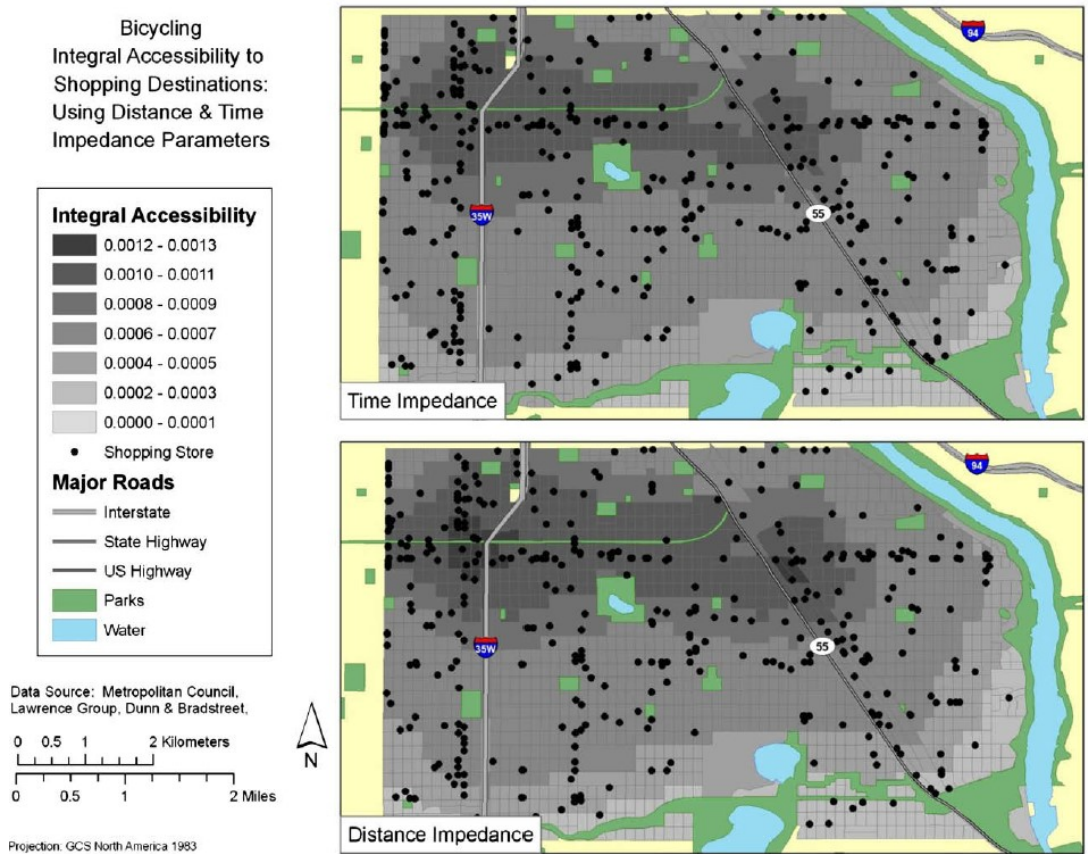 Bicycling
Integral Accessibility to
Shopping Destinations:
Using Distance & Time
Impedance Parameters
Integral Accessibility
0.0012 - 0.0013
0.0010 - 0.0011
0.0008 - 0.0009
0.0006 - 0.0007
0.0004 - 0.0005
0.0002 - 0.0003
0.0000 - 0.0001
Shopping Store
Major Roads
Interstate
State Highway
US Highway
Parks
Water
Data Source: Metropolitan Council,
Lawrence Group, Dunn & Bradstreet,
0 0.5 1 2 Kilometers
0 0.5 1 2 Miles
N
Projection: GCS North America 1983
94
35W
55
Time Impedance
94
35W
55
Distance Impedance